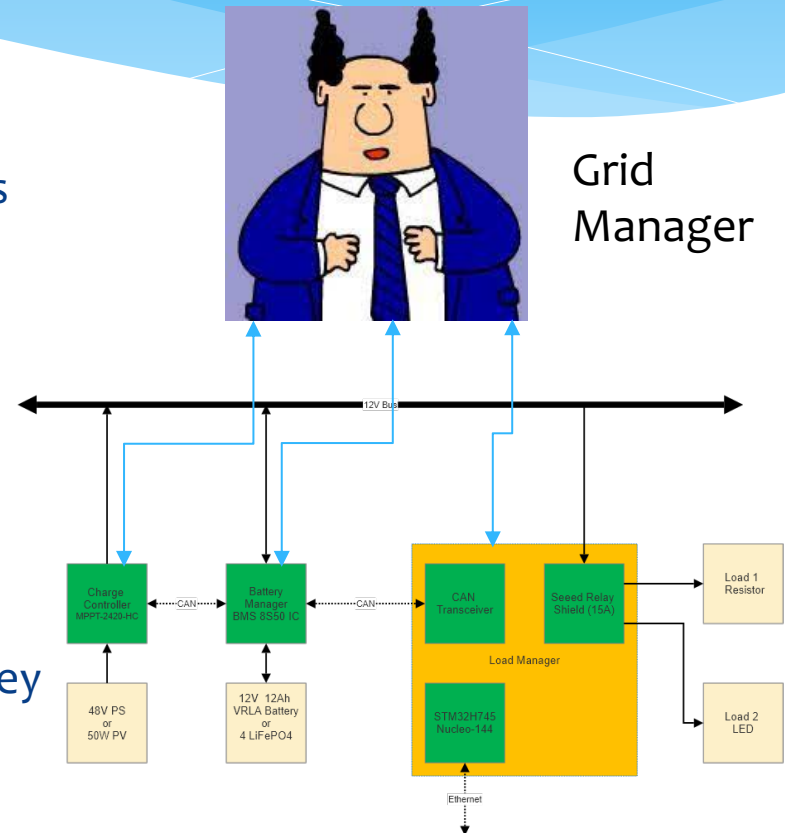 s
Grid
Manager
12V Bus
Charge
Controller
MPPT-2420-HC
CAN
Battery
Manager
BMS 8S50 IC
CAN
CAN
Transceiver
Seeed Relay
Shield (15A)
Load 1
Resistor
Load Manager
ey
48V PS
or
50W PV
12V 12Ah
VRLA Battery
or
4 LiFePO4
STM32H745
Nucleo-144
Load 2
LED
Ethernet